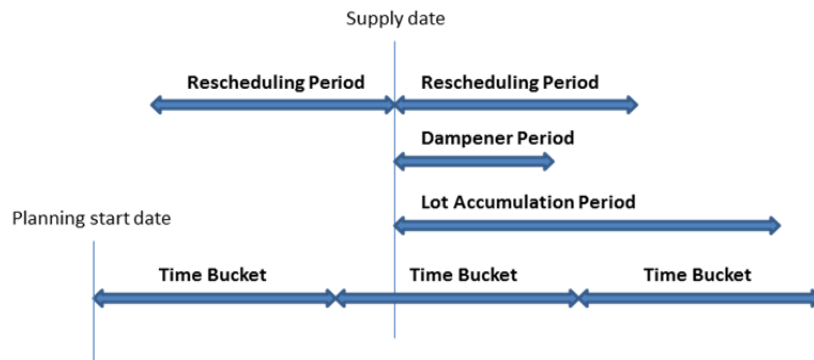 Supply date
Rescheduling Period Rescheduling Period
Dampener Period
Lot Accumulation Period
Planning start date
Time Bucket Time Bucket Time Bucket